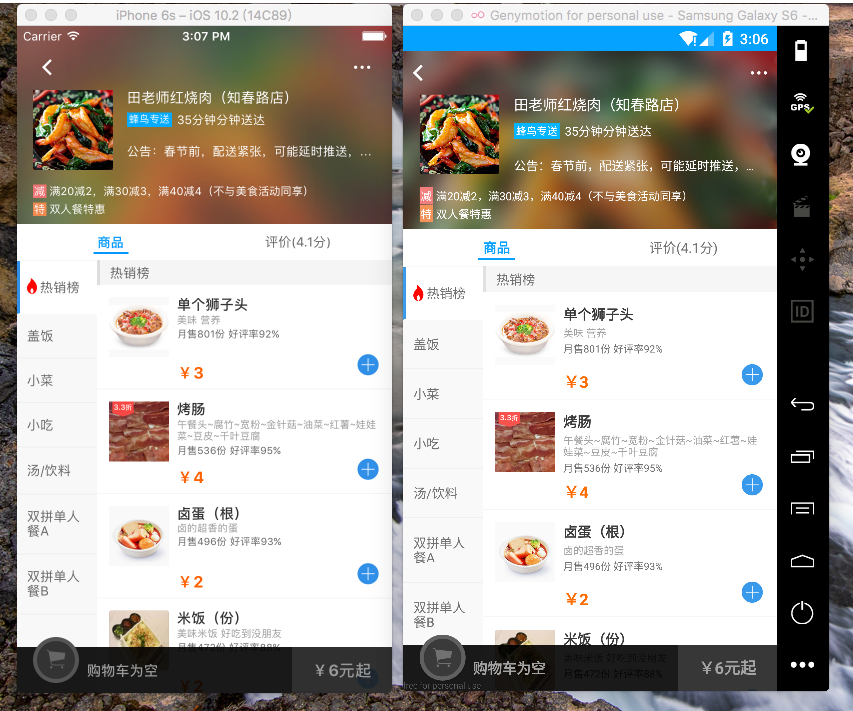 iPhone 6s – iOS 10.2 (14C89)
Carrier
3:07 PM
田老师红烧肉（知春路店）
蜂鸟专送 35分钟分钟送达
公告：春节前，配送紧张，可能延时推送，...
减 满20减2，满30减3，满40减4（不与美食活动同享）
特 双人餐特惠
商品
评价(4.1分)
热销榜
盖饭
小菜
小吃
汤/饮料
双拼单人
餐A
双拼单人
餐B
热销榜
单个狮子头
美味 营养
月售801份 好评率92%
￥3
3.3折
烤肠
午餐头~腐竹~宽粉~金针菇~油菜~红薯~娃娃
菜~豆皮~千叶豆腐
月售536份 好评率95%
￥4
卤蛋（根）
卤的超香的蛋
月售496份 好评率93%
￥2
米饭（份）
美味米饭 好吃到没朋友
月售472份 好评率88%
￥2
购物车为空
￥6元起
Genymotion for personal use - Samsung Galaxy S6 -...
3:06
田老师红烧肉（知春路店）
蜂鸟专送 35分钟分钟送达
公告：春节前，配送紧张，可能延时推送，...
减 满20减2，满30减3，满40减4（不与美食活动同享）
特 双人餐特惠
商品
评价(4.1分)
热销榜
盖饭
小菜
小吃
汤/饮料
双拼单人
餐A
双拼单人
餐B
热销榜
单个狮子头
美味 营养
月售801份 好评率92%
￥3
3.3折
烤肠
午餐头~腐竹~宽粉~金针菇~油菜~红薯~娃
娃菜~豆皮~千叶豆腐
月售536份 好评率95%
￥4
卤蛋（根）
卤的超香的蛋
月售496份 好评率93%
￥2
米饭（份）
美味米饭 好吃到没朋友
月售472份 好评率88%
购物车为空
￥6元起
free for personal use
GPS
ID